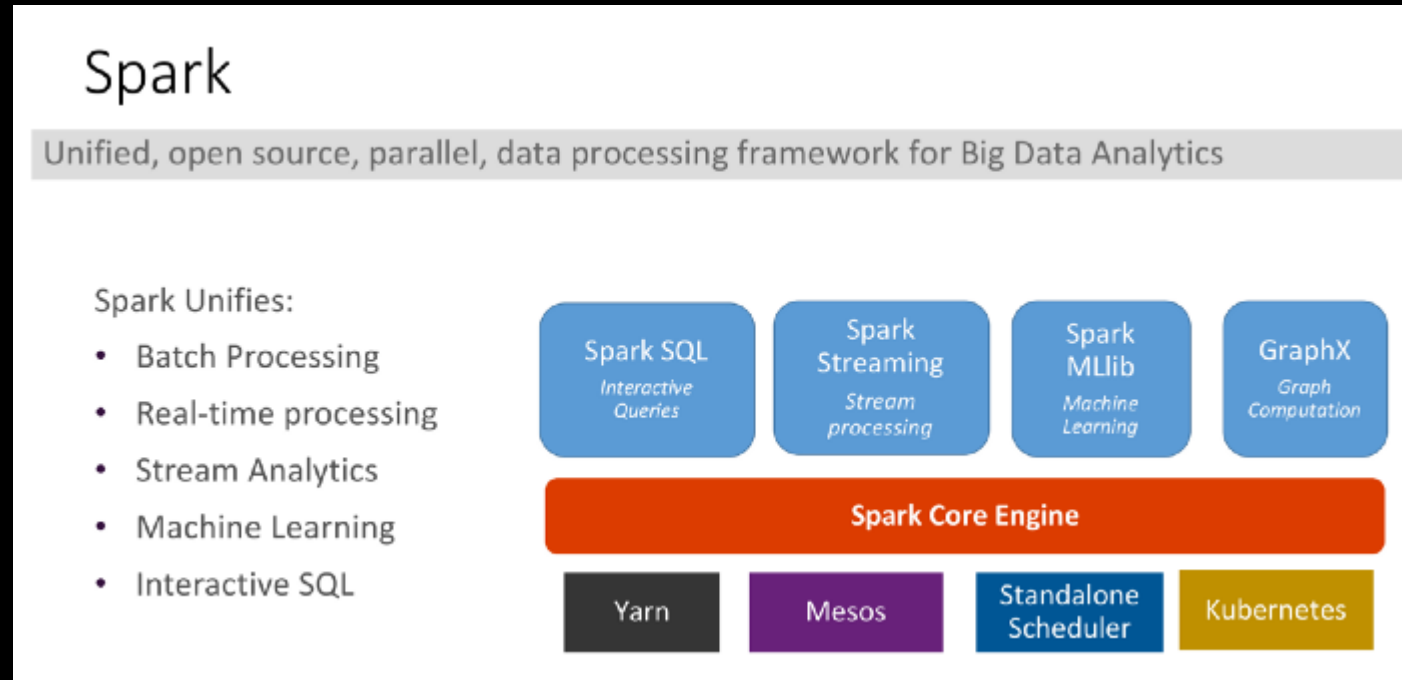 Spark
Unified, open source, parallel, data processing framework for Big Data Analytics
Spark Unifies:
• Batch Processing
• Real-time processing
• Stream Analytics
• Machine Learning
• Interactive SQL
Spark SQL
Interactive
Queries
Spark
Streaming
Stream
processing
Spark
MLlib
Machine
Learning
GraphX
Graph
Computation
Spark Core Engine
Yarn
Mesos
Standalone
Scheduler
Kubernetes